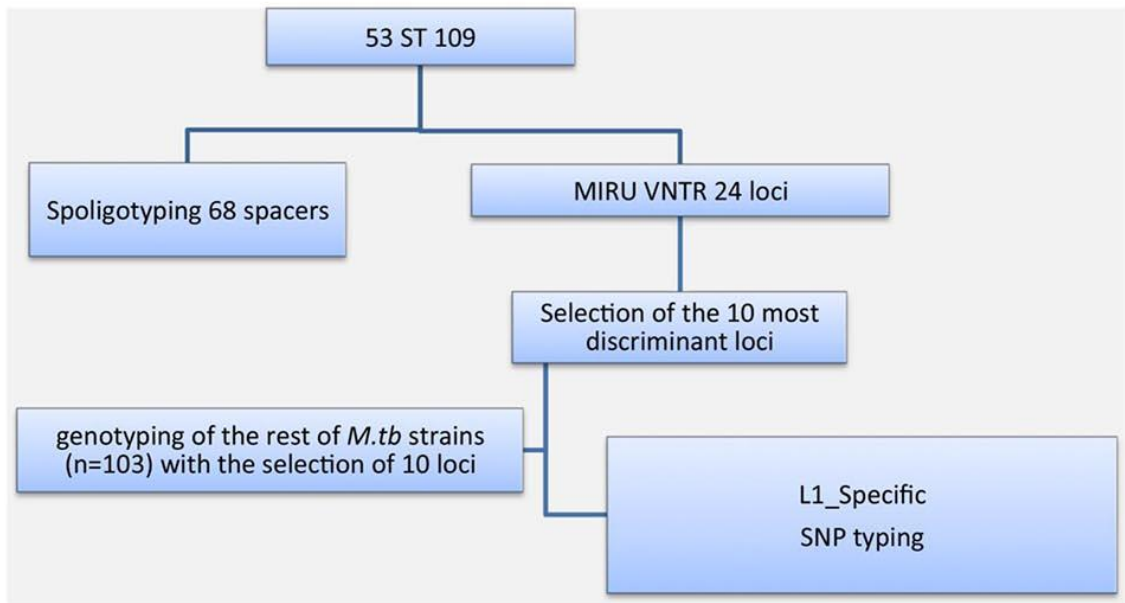 53 ST 109
Spoligotyping 68 spacers
MIRU VNTR 24 loci
Selection of the 10 most
discriminant loci
genotyping of the rest of M.tb strains
(n=103) with the selection of 10 loci
L1_Specific
SNP typing